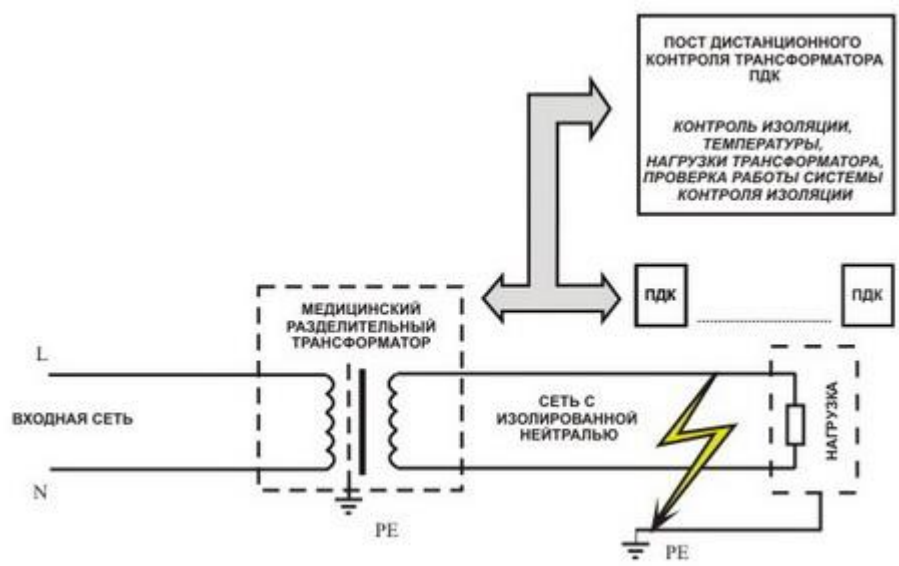 ПОСТ ДИСТАНЦИОННОГО
КОНТРОЛЯ ТРАНСФОРМАТОРА
ПДК
КОНТРОЛЬ ИЗОЛЯЦИИ,
ТЕМПЕРАТУРЫ,
НАГРУЗКИ ТРАНСФОРМАТОРА,
ПРОВЕРКА РАБОТЫ СИСТЕМЫ
КОНТРОЛЯ ИЗОЛЯЦИИ
ПДК
ПДК
МЕДИЦИНСКИЙ
РАЗДЕЛИТЕЛЬНЫЙ
ТРАНСФОРМАТОР
L
ВХОДНАЯ СЕТЬ
N
СЕТЬ С
ИЗОЛИРОВАННОЙ
НЕЙТРАЛЬЮ
НАГРУЗКА
PE
PE